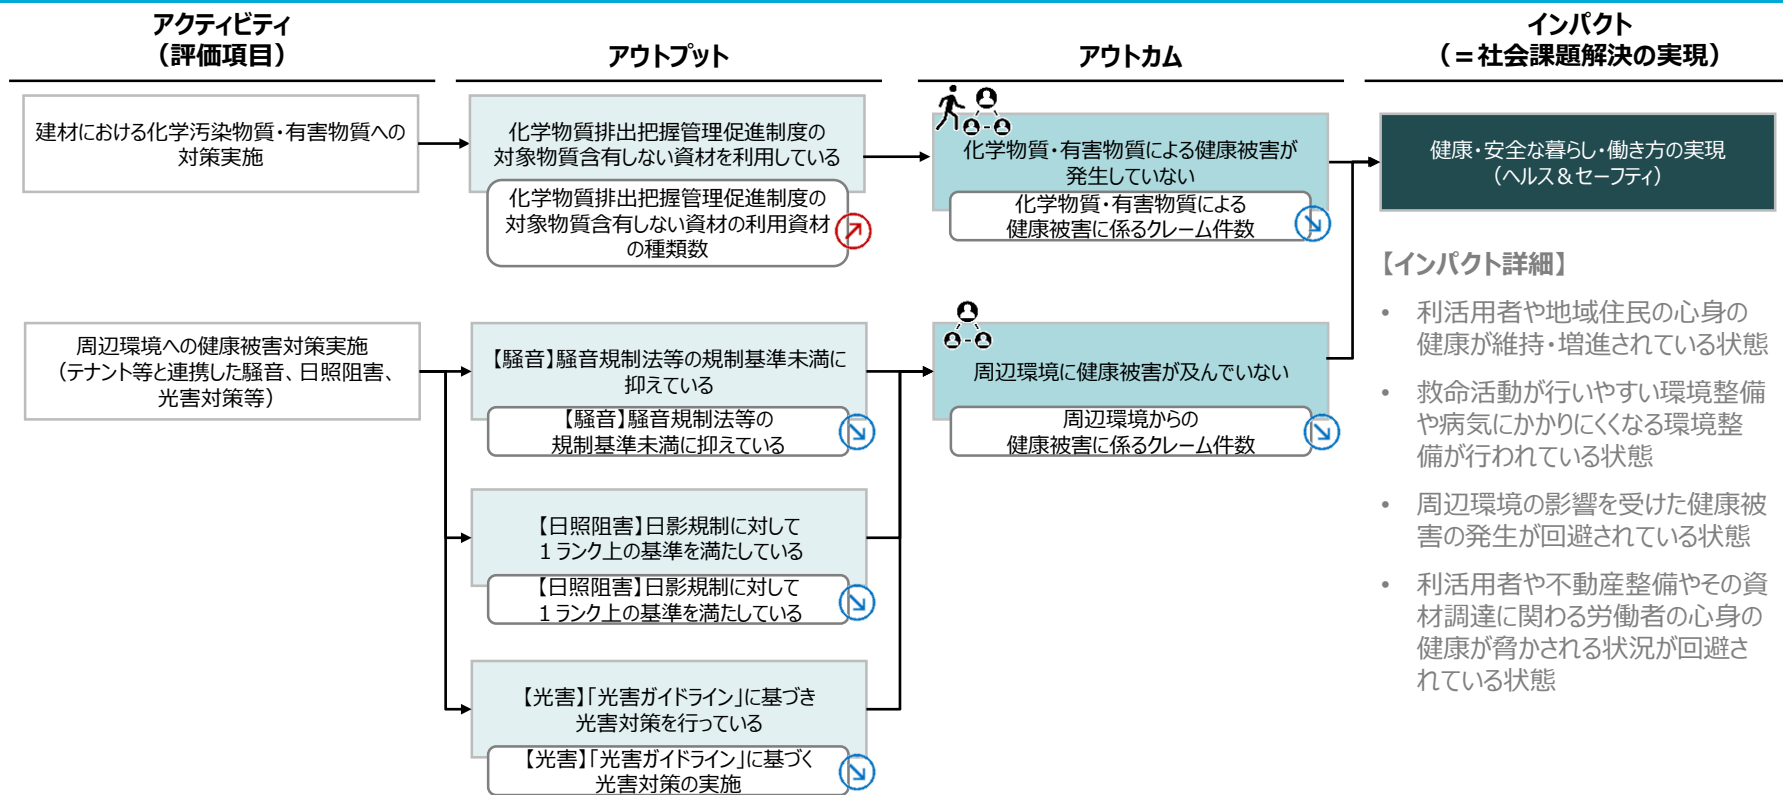 アクティビティ
（評価項目）
アウトプット
アウトカム
インパクト
（＝社会課題解決の実現）
建材における化学汚染物質・有害物質への
対策実施
化学物質排出把握管理促進制度の
対象物質含有しない資材を利用している
化学物質排出把握管理促進制度の
対象物質含有しない資材の利用資材
の種類数
化学物質・有害物質による健康被害が
発生していない
化学物質・有害物質による
健康被害に係るクレーム件数
健康・安全な暮らし・働き方の実現
（ヘルス＆セーフティ）
周辺環境への健康被害対策実施
（テナント等と連携した騒音、日照阻害、
光害対策等）
【騒音】騒音規制法等の規制基準未満に
抑えている
【騒音】騒音規制法等の
規制基準未満に抑えている
【日照阻害】日影規制に対して
１ランク上の基準を満たしている
【日照阻害】日影規制に対して
１ランク上の基準を満たしている
【光害】「光害ガイドライン」に基づき
光害対策を行っている
【光害】「光害ガイドライン」に基づく
光害対策の実施
周辺環境に健康被害が及んでいない
周辺環境からの
健康被害に係るクレーム件数
【インパクト詳細】
• 利活用者や地域住民の心身の
健康が維持・増進されている状態
• 救命活動が行いやすい環境整備
や病気にかかりにくくなる環境整
備が行われている状態
• 周辺環境の影響を受けた健康被
害の発生が回避されている状態
• 利活用者や不動産整備やその資
材調達に関わる労働者の心身の
健康が脅かされる状況が回避さ
れている状態